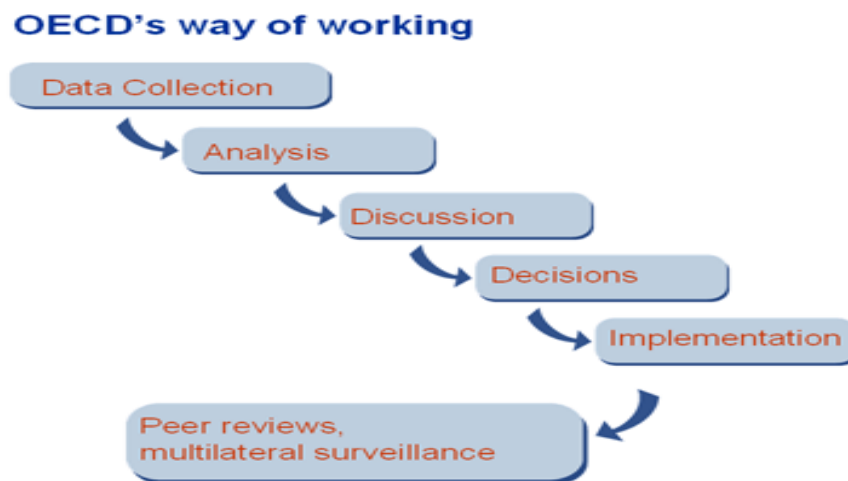 OECD's way of working
Data Collection
Analysis
Discussion
Decisions
Implementation
Peer reviews,
multilateral surveillance